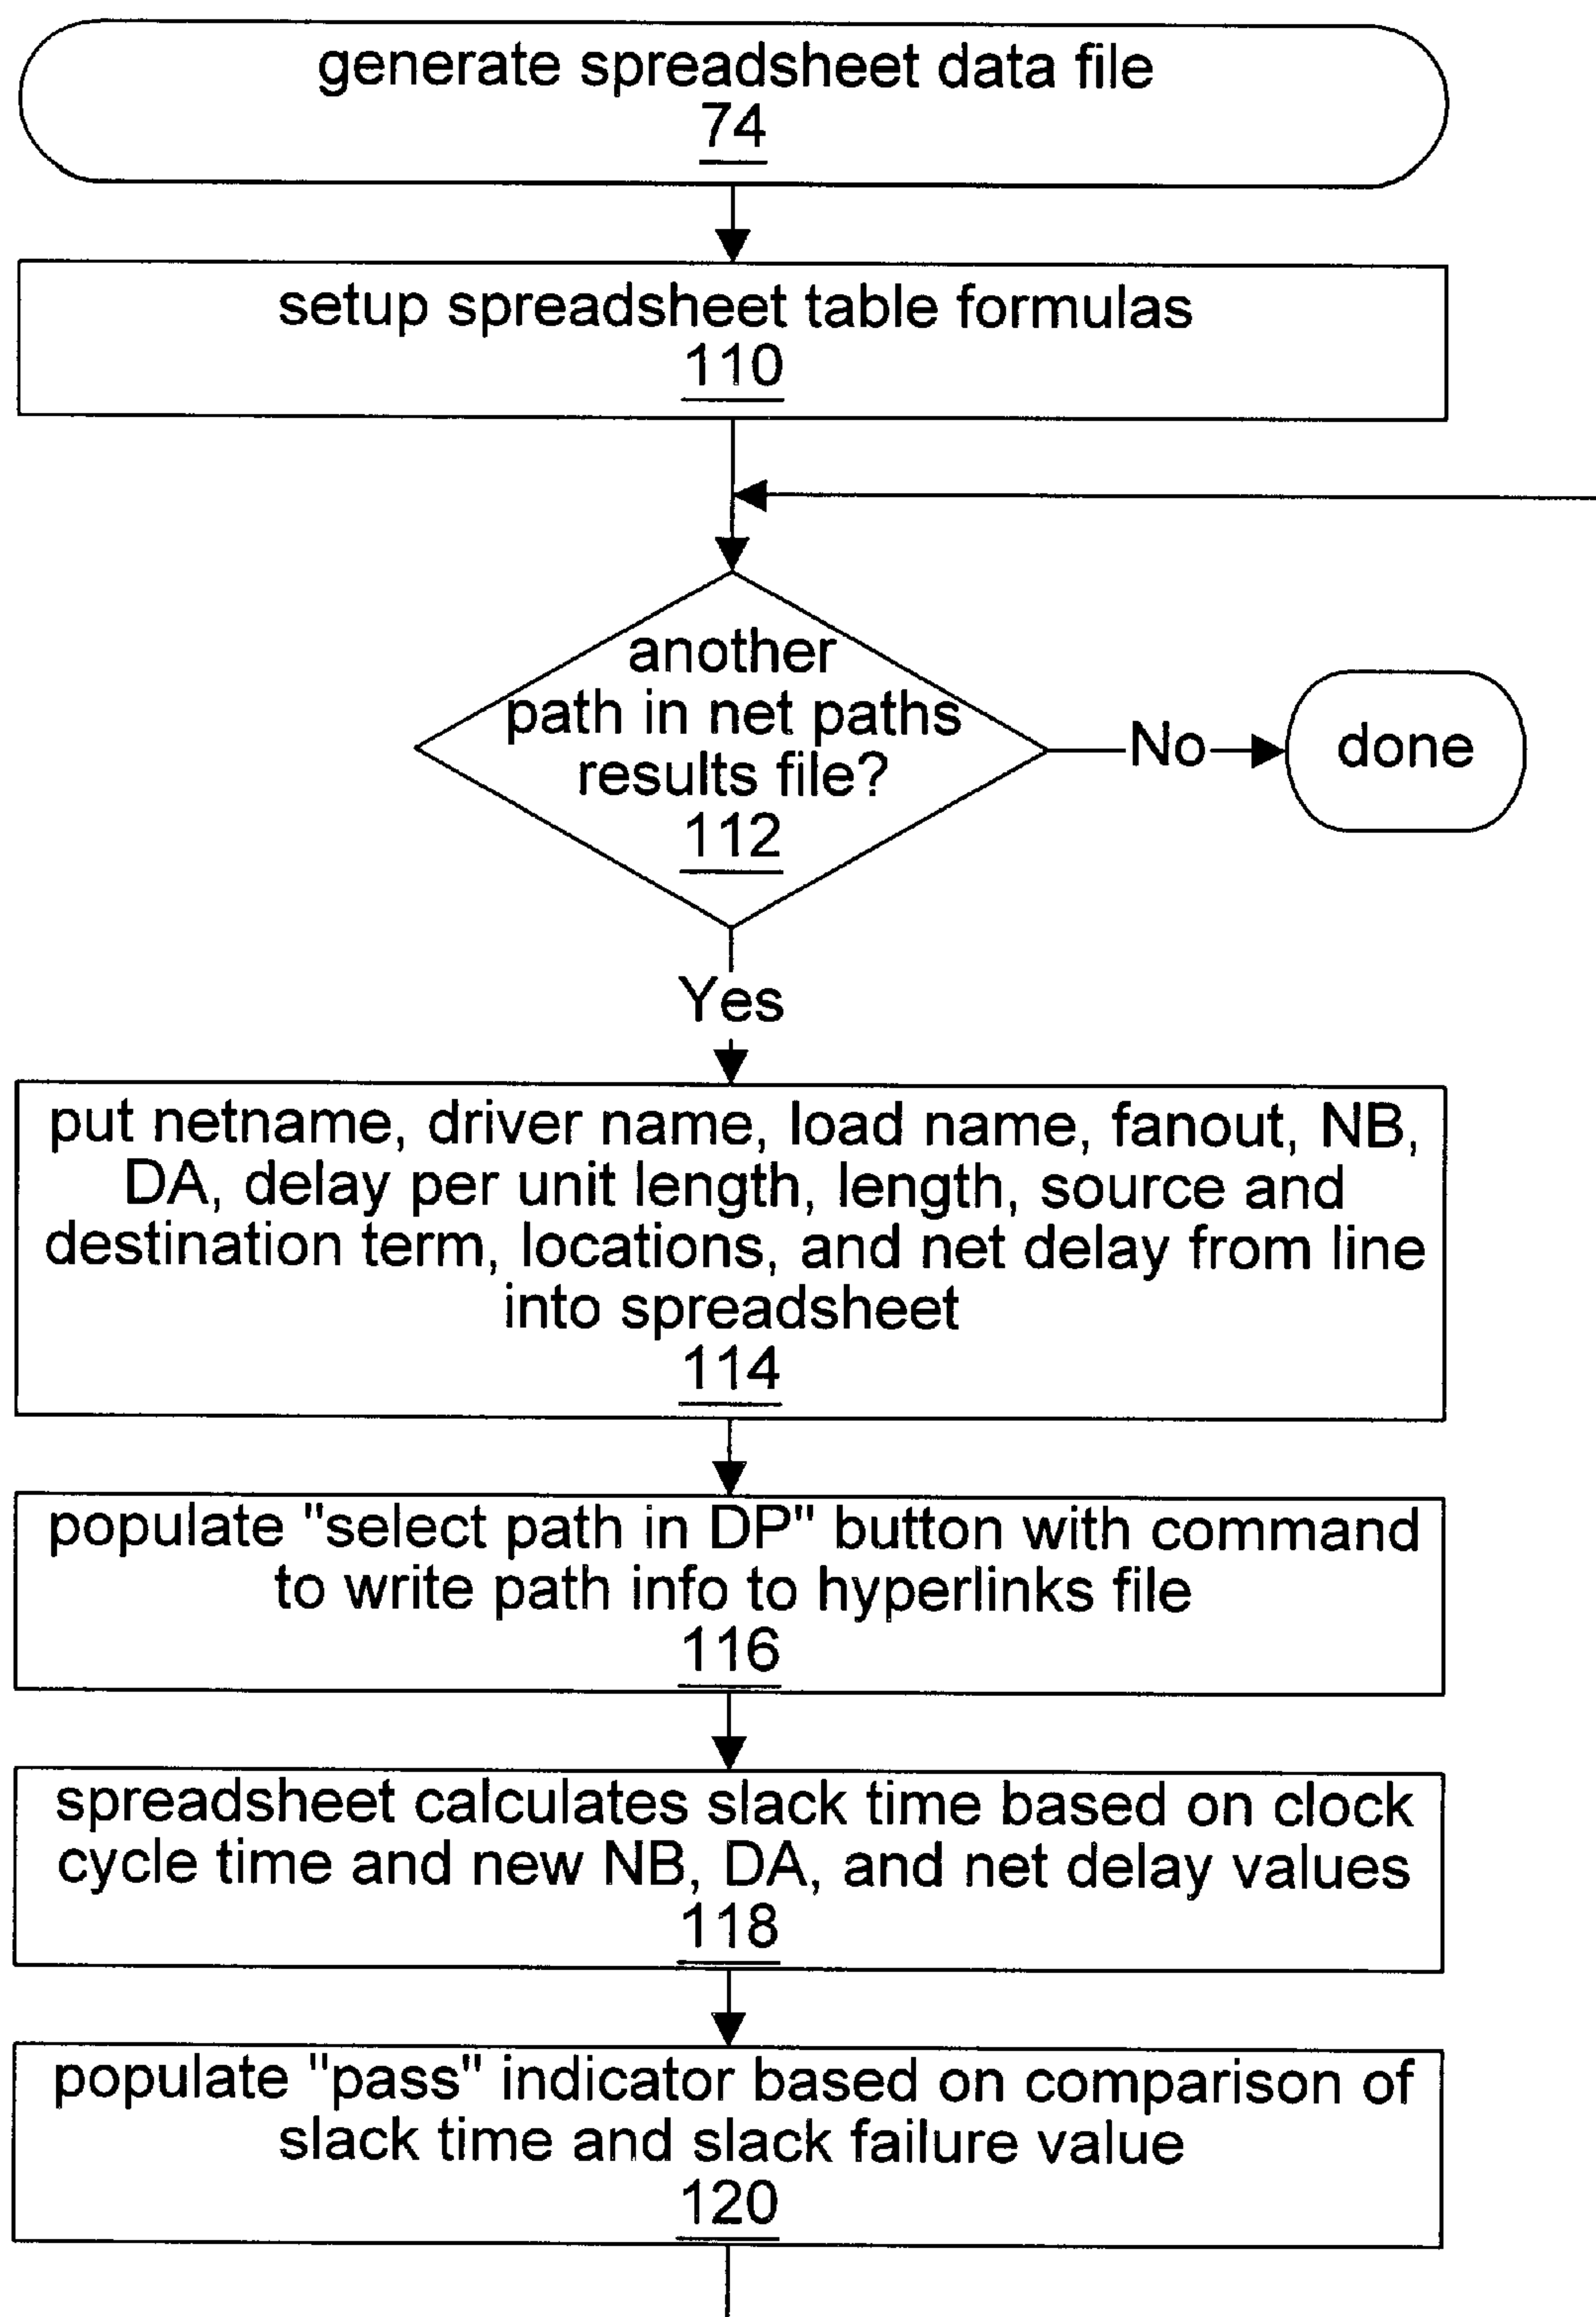 generate spreadsheet data file
74
setup spreadsheet table formulas
110
another
path in net paths
results file?
112
No
done
Yes
put netname, driver name, load name, fanout, NB,
DA, delay per unit length, length, source and
destination term, locations, and net delay from line
into spreadsheet
114
populate "select path in DP" button with command
to write path info to hyperlinks file
116
spreadsheet calculates slack time based on clock
cycle time and new NB, DA, and net delay values
118
populate "pass" indicator based on comparison of
slack time and slack failure value
120